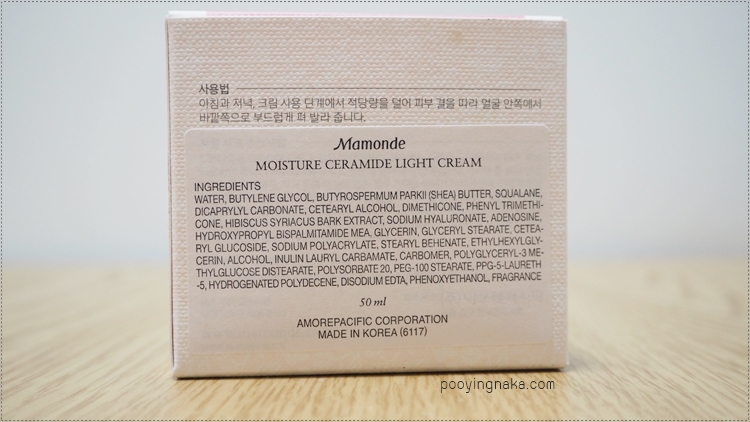 사용법
아침과 저녁, 크림 사용 단계에서 적당량을 덜어 피부 결을 따라 얼굴 안쪽에서
바깥쪽으로 부드럽게 펴 발라 줍니다.
Mamonde
MOISTURE CERAMIDE LIGHT CREAM
INGREDIENTS
WATER, BUTYLENE GLYCOL, BUTYROSPERMUM PARKII (SHEA) BUTTER, SQUALANE,
DICAPRYLYL CARBONATE, CETEARYL ALCOHOL, DIMETHICONE, PHENYL TRIMETHI-
CONE, HIBISCUS SYRIACUS BARK EXTRACT, SODIUM HYALURONATE, ADENOSINE,
HYDROXYPROPYL BISPALMITAMIDE MEA, GLYCERIN, GLYCERYL STEARATE, CETEA-
RYL GLUCOSIDE, SODIUM POLYACRYLATE, STEARYL BEHENATE, ETHYLHEXYLGLY-
CERIN, ALCOHOL, INULIN LAURYL CARBAMATE, CARBOMER, POLYGLYCERYL-3 ME-
THYLGLUCOSE DISTEARATE, POLYSORBATE 20, PEG-100 STEARATE, PPG-5-LAURETH
-5, HYDROGENATED POLYDECENE, DISODIUM EDTA, PHENOXYETHANOL, FRAGRANCE
50 ml
AMOREPACIFIC CORPORATION
MADE IN KOREA (6117)
pooyingnaka.com